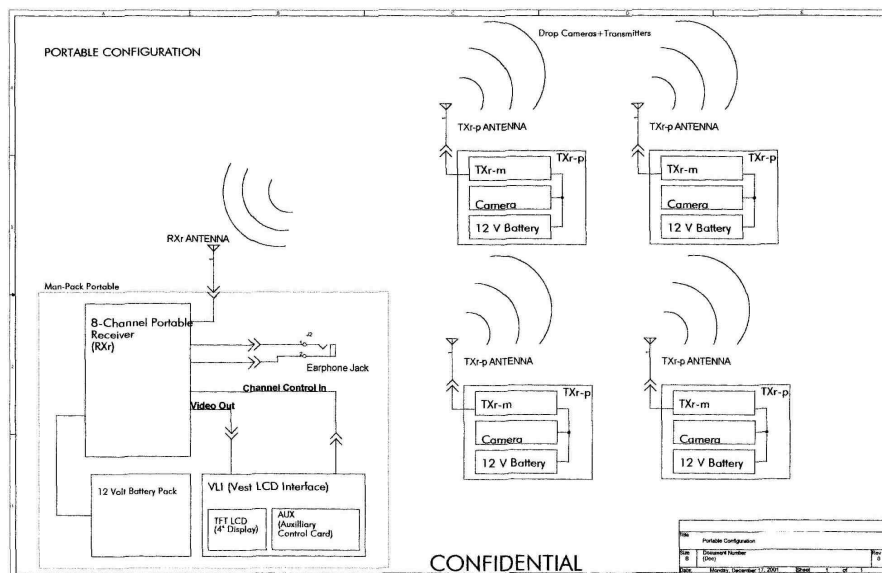 A
B
C
D
E
PORTABLE CONFIGURATION
Drop Cameras+Transmitters
TXr-p ANTENNA
TXr-p ANTENNA
TXr-p
TXr-m
Camera
12 V Battery
TXr-p
TXr-m
Camera
12 V Battery
RXr ANTENNA
Man-Pack Portable
8-Channel Portable
Receiver
(RXr)
J2
Earphone Jack
Channel Control In
Video Out
12 Volt Battery Pack
VLI (Vest LCD Interface)
TFT LCD
(4" Display)
AUX
(Auxilliary
Control Card)
TXr-p ANTENNA
TXr-p ANTENNA
TXr-p
TXr-m
Camera
12 V Battery
TXr-p
TXr-m
Camera
12 V Battery
CONFIDENTIAL
Title
Portable Configuration
Size
B
Document Number
(Doc)
Rev
0
Date: Monday, December 17, 2001 Sheet 1 of 1